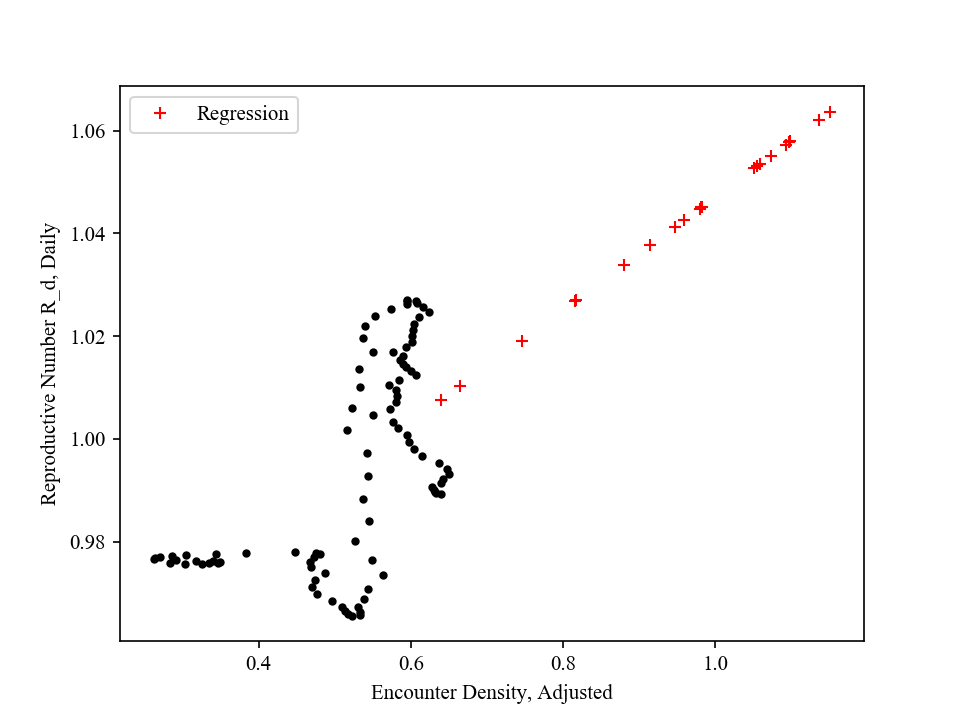 Regression
1.06
1.04
1.02
1.00
0.98
Reproductive Number R_d, Daily
0.4 0.6 0.8 1.0
Encounter Density, Adjusted